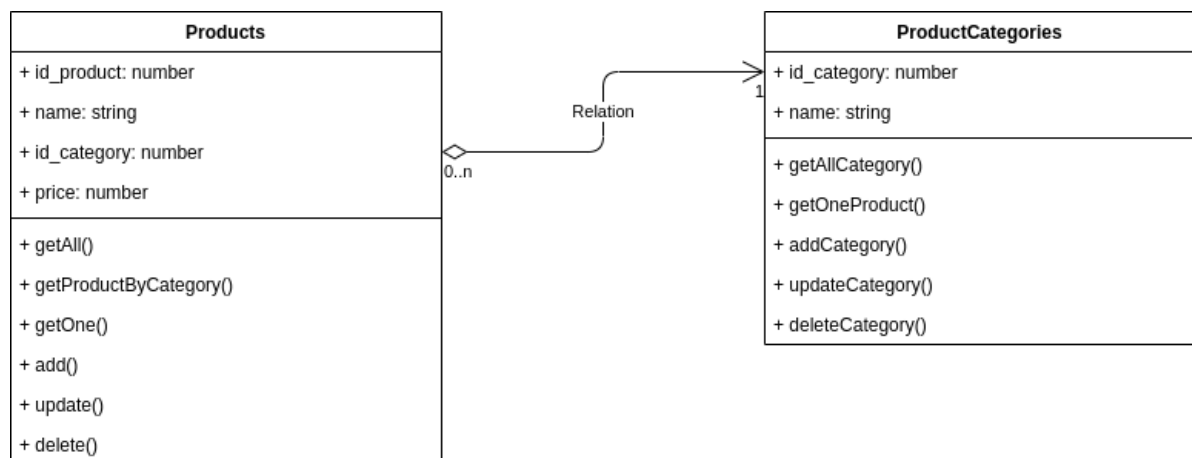 Products
+ id_product: number
+ name: string
+ id_category: number
+ price: number
+ getAll()
+ getProductByCategory()
+ getOne()
+ add()
+ update()
+ delete()
0..n
Relation
1
ProductCategories
+ id_category: number
+ name: string
+ getAllCategory()
+ getOneProduct()
+ addCategory()
+ updateCategory()
+ deleteCategory()